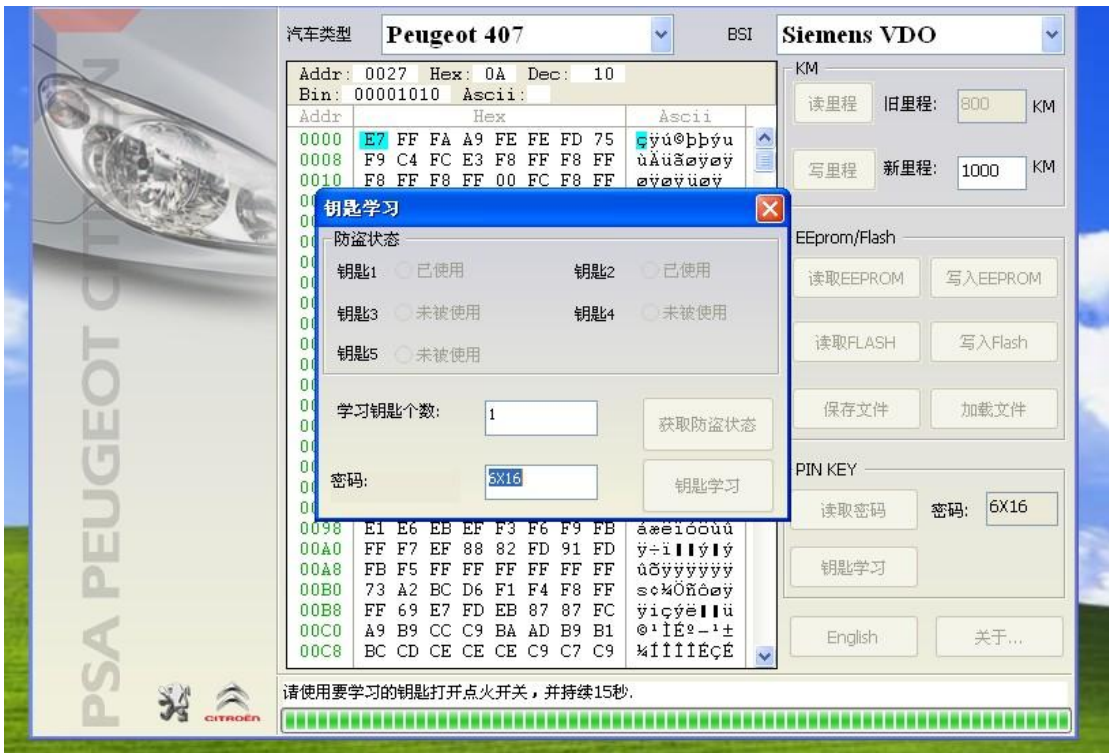 汽车类型 Peugeot 407 BSI Siemens VDO
Addr: 0027 Hex: 0A Dec: 10
Bin: 00001010 Ascii:
Addr Hex Ascii
0000 E7 FF FA A9 FE FE FD 75 çÿú©þþýu
0008 F9 C4 FC E3 F8 FF F8 FF ùÄüãøÿøÿ
0010 F8 FF F8 FF 00 FC F8 FF øÿøÿüøÿ
钥匙学习
防盗状态
钥匙1 已使用 钥匙2 已使用
钥匙3 未被使用 钥匙4 未被使用
钥匙5 未被使用
学习钥匙个数: 1 获取防盗状态
密码: 6X16 钥匙学习
0098 E1 E6 EB EF F3 F6 F9 FB áæëïóöùû
00A0 FF F7 EF 88 82 FD 91 FD
00A8 FB F5 FF FF FF FF FF FF ûõÿÿÿÿÿÿ
00B0 73 A2 BC D6 F1 F4 F8 FF s¢¼Öñôøÿ
00B8 FF 69 E7 FD EB 87 87 FC
00C0 A9 B9 CC C9 BA AD B9 B1
00C8 BC CD CE CE CE C9 C7 C9 ¼ÍÎÎÎÉÇÉ
KM
读里程 旧里程: 800 KM
写里程 新里程: 1000 KM
EEprom/Flash
读取EEPROM 写入EEPROM
读取FLASH 写入Flash
保存文件 加载文件
PIN KEY
读取密码 密码: 6X16
钥匙学习
English 关于...
请使用要学习的钥匙打开点火开关，并持续15秒.
PSA PEUGEOT CITROËN
CITROËN